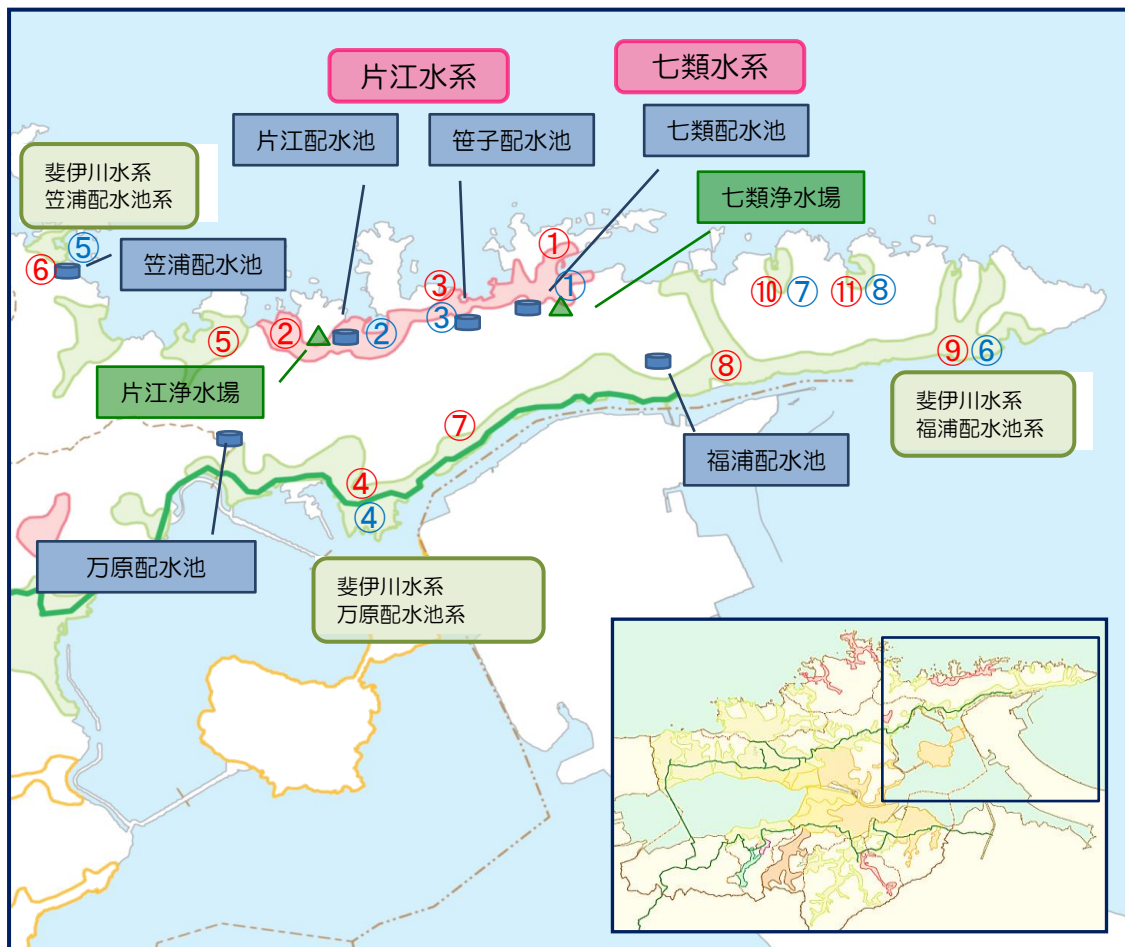 片江水系
七類水系
片江配水池
笹子配水池
七類配水池
斐伊川水系
笠浦配水池系
七類浄水場
⑤
⑥
笠浦配水池
①
①
③
③
②
②
⑤
⑩
⑦
⑪
⑧
⑧
⑨
⑥
片江浄水場
斐伊川水系
福浦配水池系
⑦
福浦配水池
④
④
万原配水池
斐伊川水系
万原配水池系